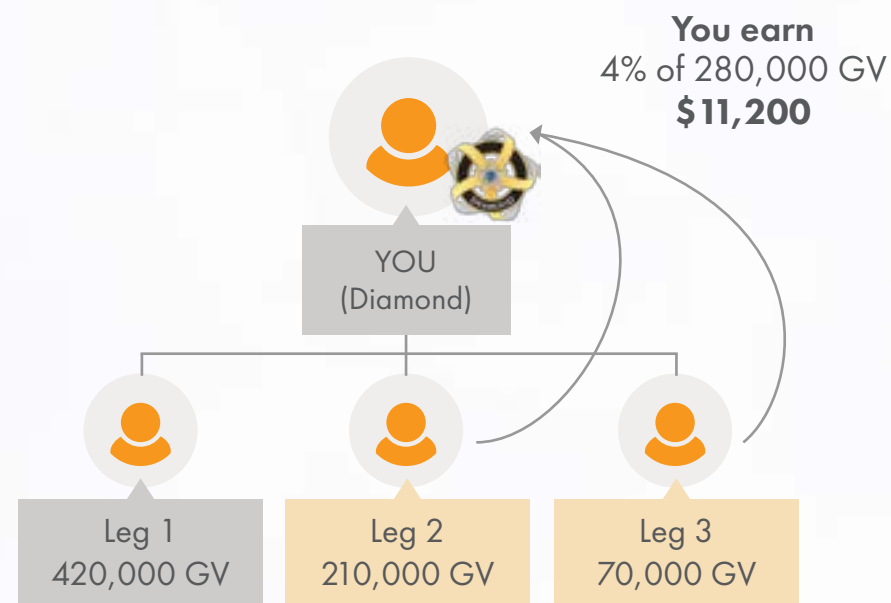 You earn
4% of 280,000 GV
$11,200
YOU
(Diamond)
Leg 1
420,000 GV
Leg 2
210,000 GV
Leg 3
70,000 GV